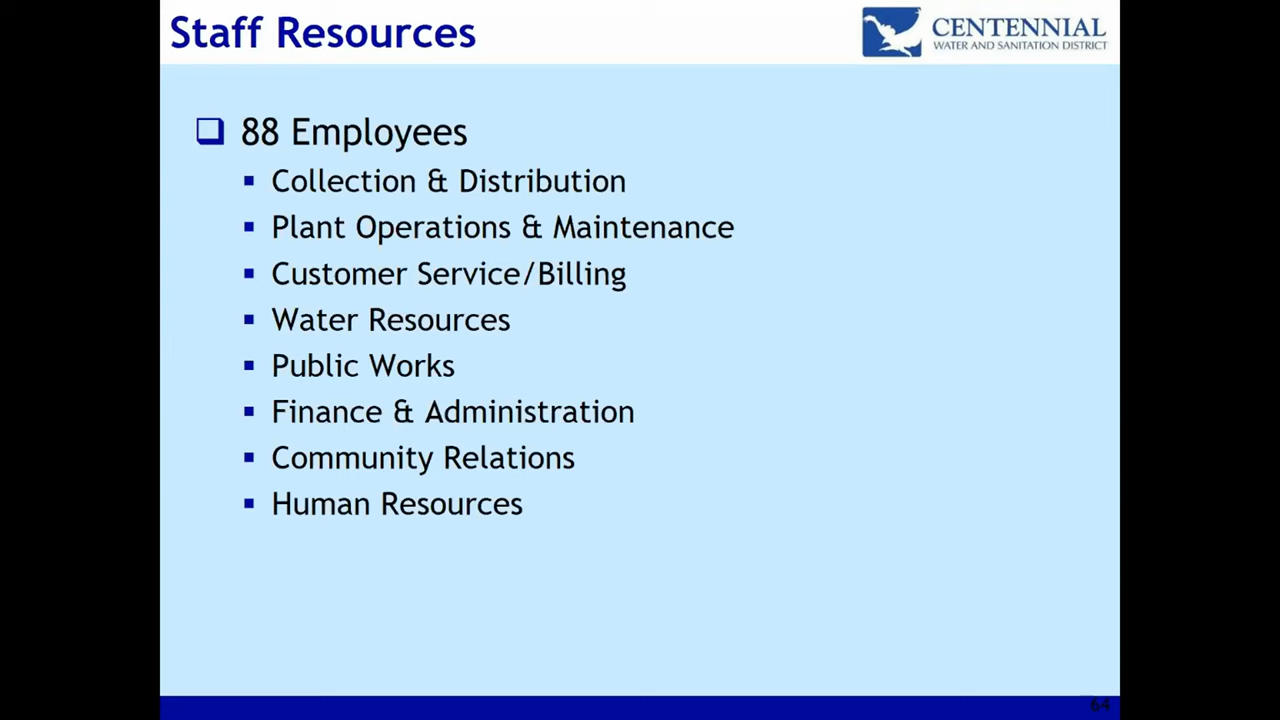 Staff Resources
CENTENNIAL
WATER AND SANITATION DISTRICT
88 Employees
Collection & Distribution
Plant Operations & Maintenance
Customer Service/Billing
Water Resources
Public Works
Finance & Administration
Community Relations
Human Resources
64